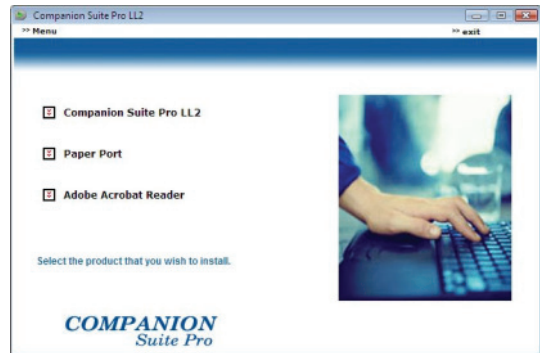 Companion Suite Pro LL2
>> Menu
>> exit
Companion Suite Pro LL2
Paper Port
Adobe Acrobat Reader
Select the product that you wish to install.
COMPANION
Suite Pro